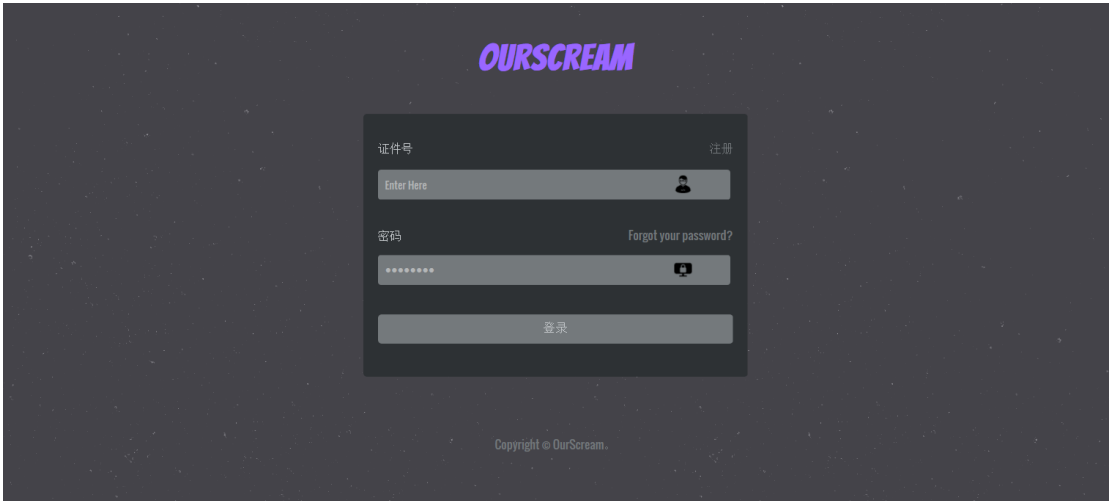 OURSCREAM
证件号 注册
Enter Here
密码 Forgot your password?
登录
Copyright © OurScream.